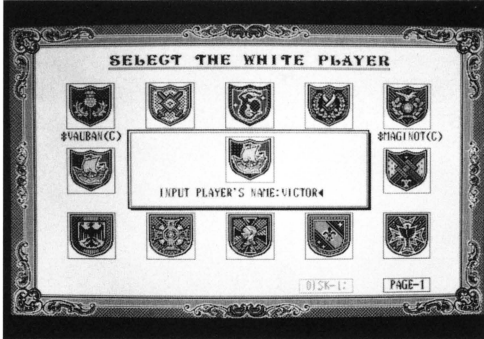 SELECT THE WHITE PLAYER
$VAUBAN(C)
$MAGINOT(C)
INPUT PLAYER'S NAME:VICTOR◀
DISK-1:
PAGE-1